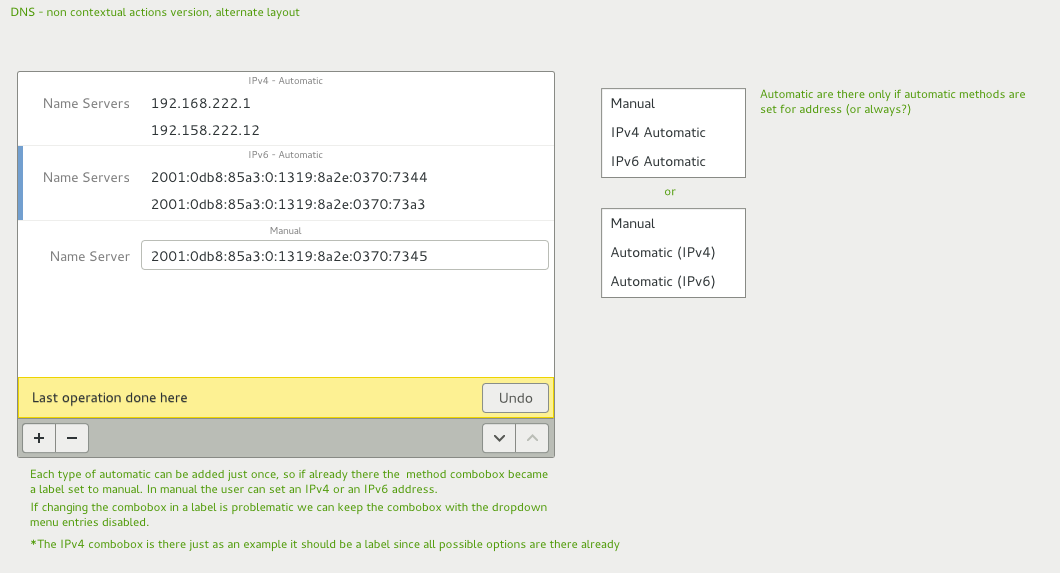 DNS - non contextual actions version, alternate layout
IPv4 - Automatic
Name Servers 192.168.222.1
192.158.222.12
IPv6 - Automatic
Name Servers 2001:0db8:85a3:0:1319:8a2e:0370:7344
2001:0db8:85a3:0:1319:8a2e:0370:73a3
Manual
Name Server 2001:0db8:85a3:0:1319:8a2e:0370:7345
Last operation done here Undo
+ −
Manual
IPv4 Automatic
IPv6 Automatic
or
Manual
Automatic (IPv4)
Automatic (IPv6)
Automatic are there only if automatic methods are
set for address (or always?)
Each type of automatic can be added just once, so if already there the method combobox became
a label set to manual. In manual the user can set an IPv4 or an IPv6 address.
If changing the combobox in a label is problematic we can keep the combobox with the dropdown
menu entries disabled.
*The IPv4 combobox is there just as an example it should be a label since all possible options are there already